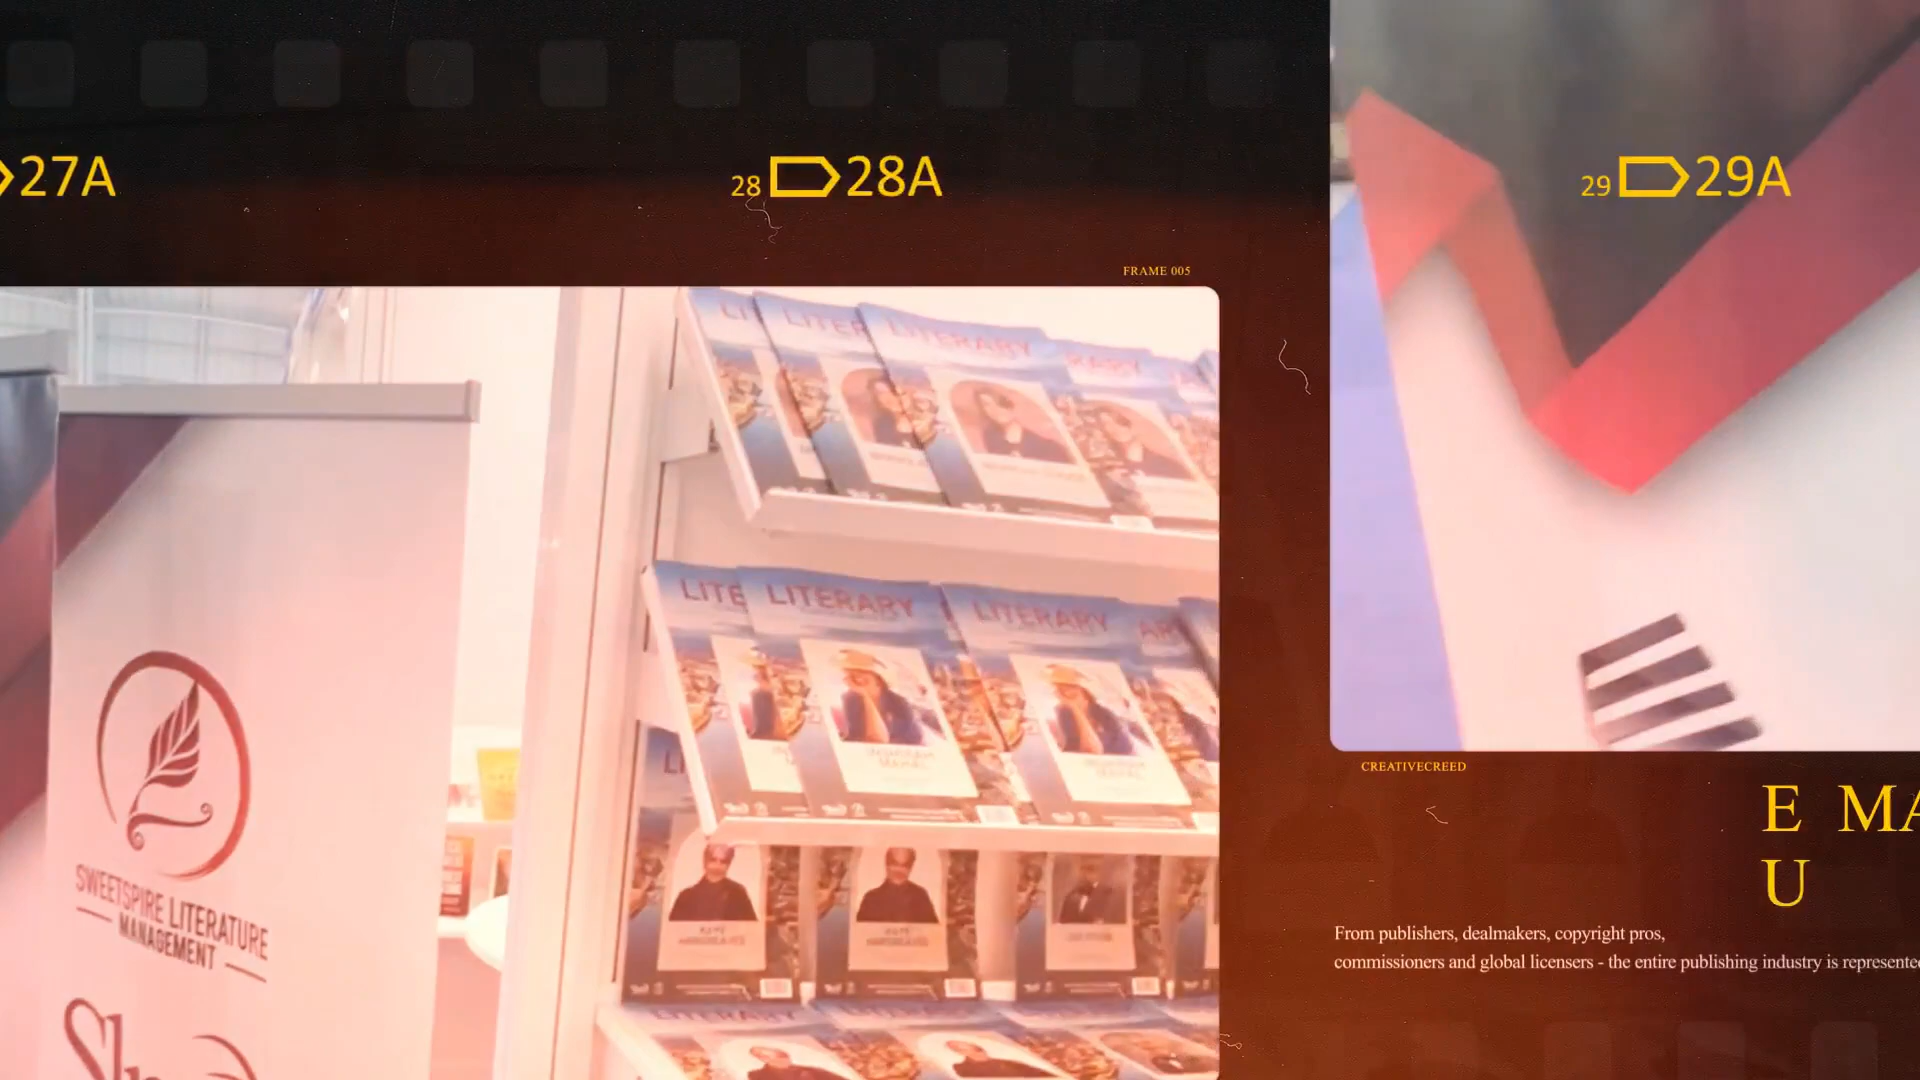 27A
28 28A
29 29A
FRAME 005
LITERARY
LITE
LITERARY
LITERARY
SWEETSPIRE LITERATURE
MANAGEMENT
CREATIVECREED
E MA
U
From publishers, dealmakers, copyright pros,
commissioners and global licensers - the entire publishing industry is represented